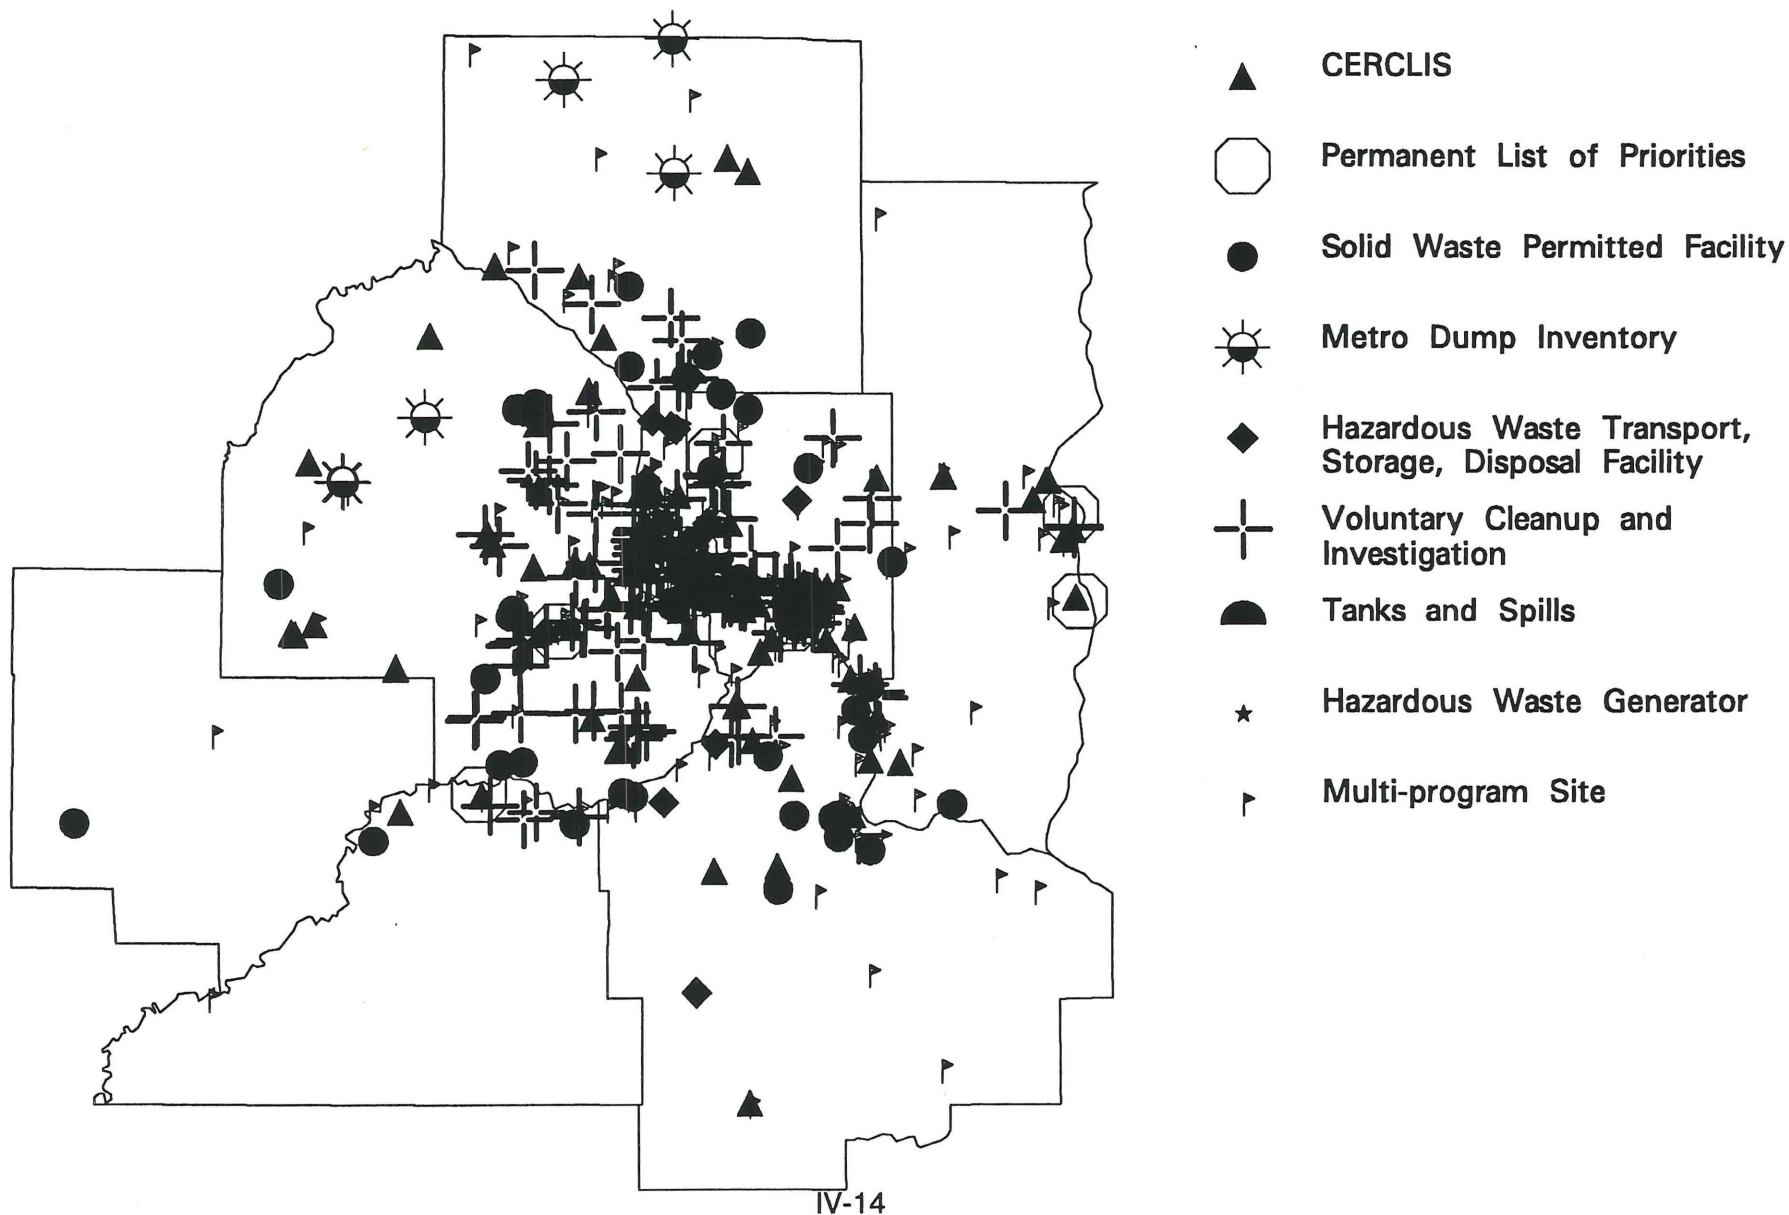 CERCLIS
Permanent List of Priorities
Solid Waste Permitted Facility
Metro Dump Inventory
Hazardous Waste Transport,
Storage, Disposal Facility
Voluntary Cleanup and
Investigation
Tanks and Spills
Hazardous Waste Generator
Multi-program Site
IV-14